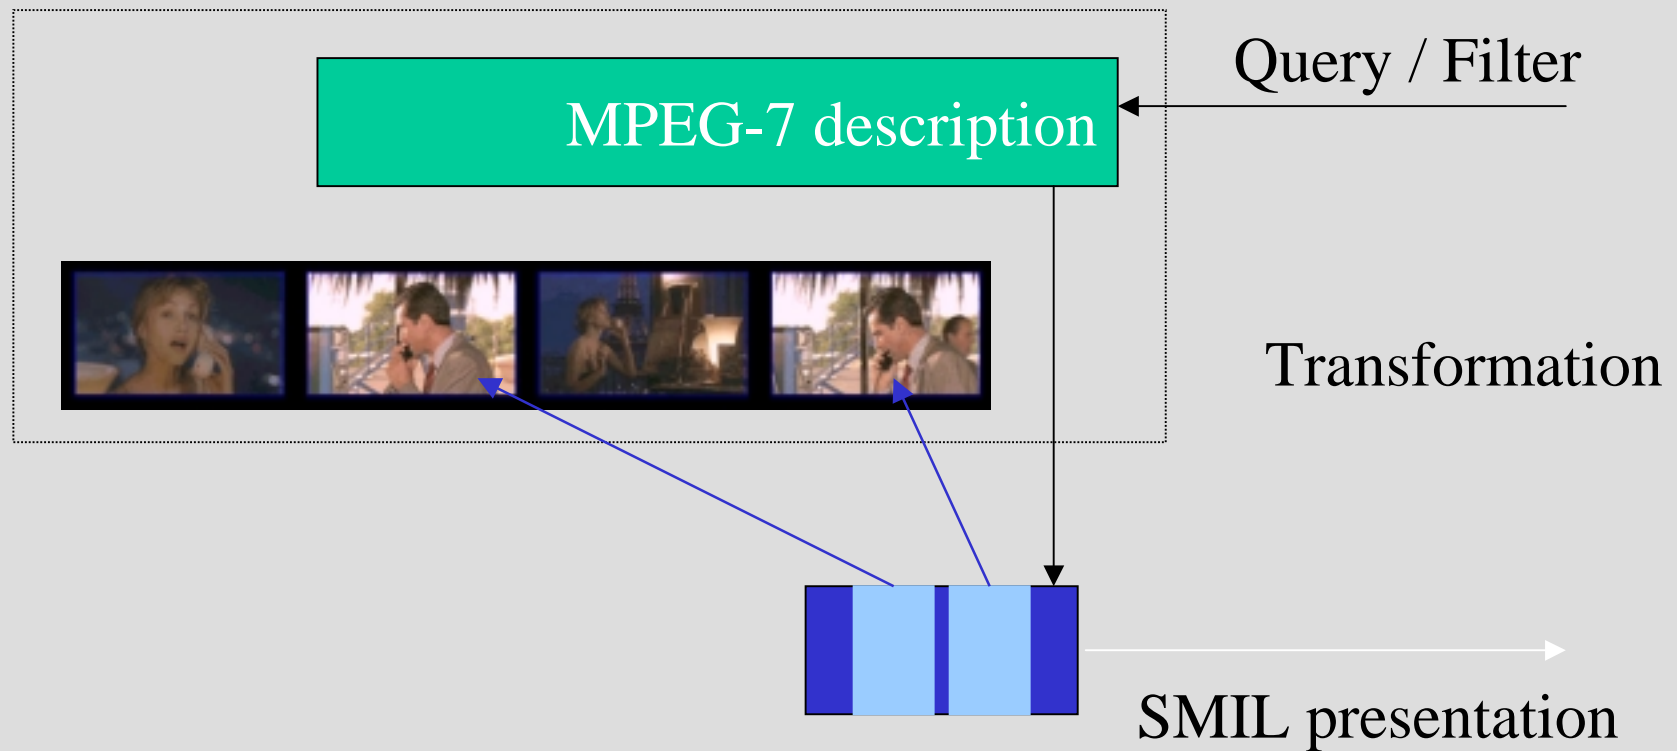 Query / Filter
MPEG-7 description
Transformation
SMIL presentation